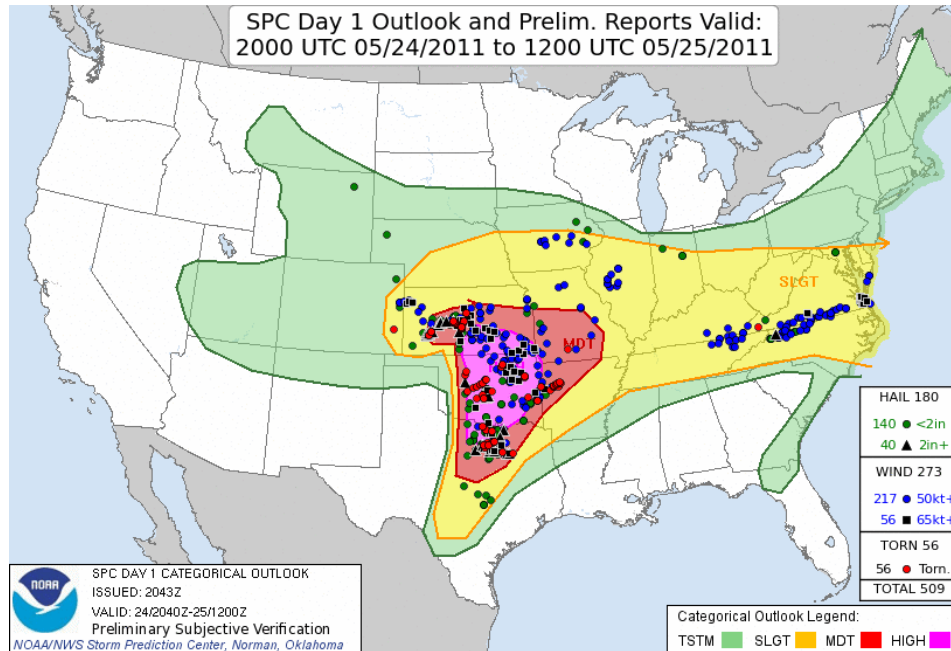 SPC Day 1 Outlook and Prelim. Reports Valid:
2000 UTC 05/24/2011 to 1200 UTC 05/25/2011
SLGT
MDT
HAIL 180
140 <2in
40 2in+
WIND 273
217 50kt+
56 65kt+
TORN 56
56 Torn.
TOTAL 509
NOAA
SPC DAY 1 CATEGORICAL OUTLOOK
ISSUED: 2043Z
VALID: 24/2040Z-25/1200Z
Preliminary Subjective Verification
NOAA/NWS Storm Prediction Center, Norman, Oklahoma
Categorical Outlook Legend:
TSTM SLGT MDT HIGH